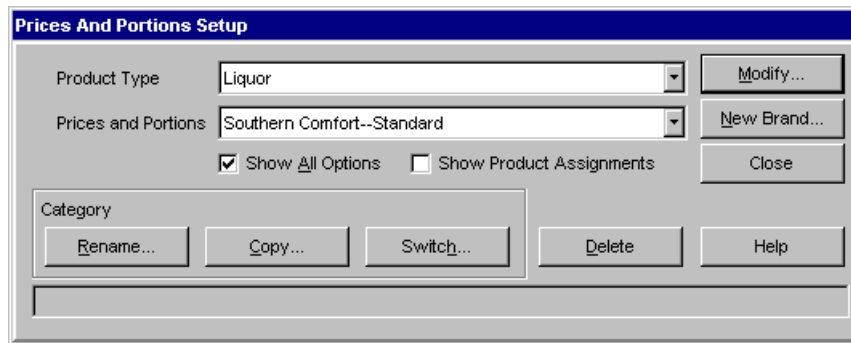 Prices And Portions Setup
Product Type Liquor Modify...
Prices and Portions Southern Comfort--Standard New Brand...
Show All Options Show Product Assignments Close
Category
Rename... Copy... Switch... Delete Help